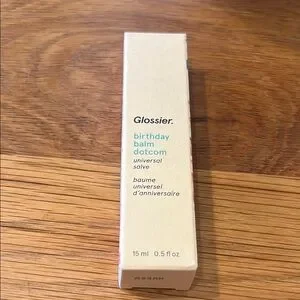 Glossier.
birthday
balm
dotcom
universal
salve
baume
universel
d'anniversaire
15 ml 0.5 fl oz